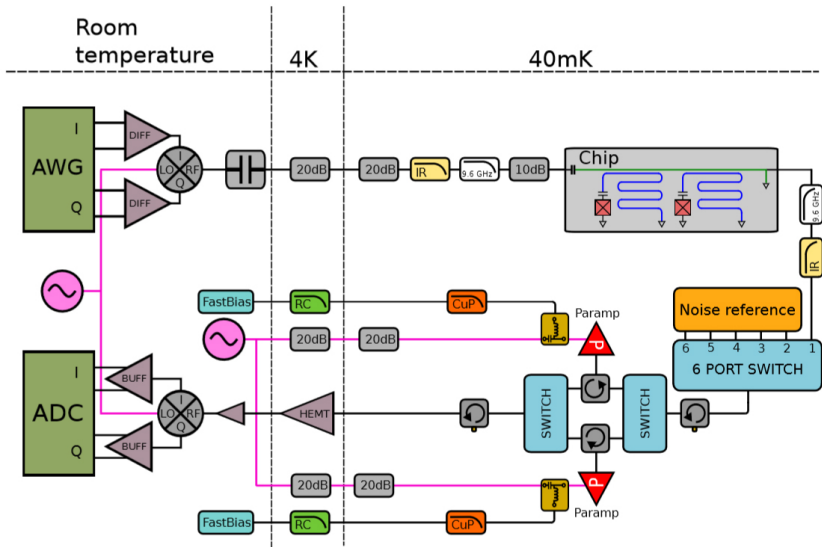 Room
temperature
4K
40mK
AWG
I
Q
DIFF
DIFF
LO
I
RF
Q
20dB
20dB
IR
9.6 GHz
10dB
Chip
9.6 GHz
IR
FastBias
RC
CuP
Paramp
P
20dB
20dB
Noise reference
6 5 4 3 2 1
6 PORT SWITCH
ADC
I
Q
BUFF
BUFF
LO
I
RF
Q
HEMT
SWITCH
SWITCH
20dB
20dB
P
Paramp
FastBias
RC
CuP